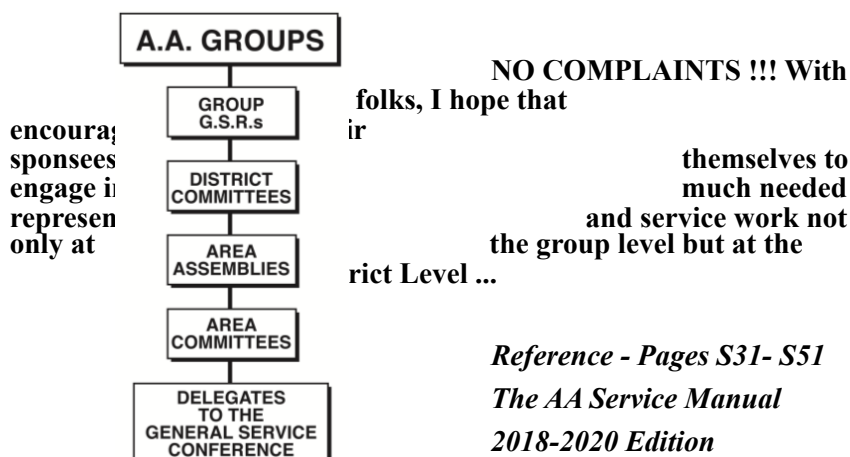 A.A. GROUPS
GROUP
G.S.R.s
DISTRICT
COMMITTEES
AREA
ASSEMBLIES
AREA
COMMITTEES
DELEGATES
TO THE
GENERAL SERVICE
CONFERENCE
NO COMPLAINTS !!! With
folks, I hope that
sponsees themselves to
engage much needed
and service work not
only at the group level but at the
Level ...
Reference - Pages S31- S51
The AA Service Manual
2018-2020 Edition